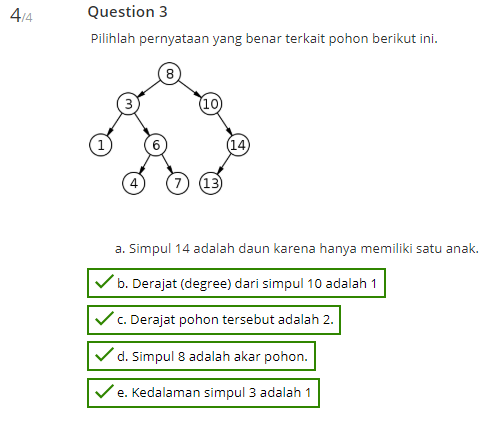 4/4
Question 3
Pilihlah pernyataan yang benar terkait pohon berikut ini.
8
3 10
1 6 14
4 7 13
a. Simpul 14 adalah daun karena hanya memiliki satu anak.
b. Derajat (degree) dari simpul 10 adalah 1
c. Derajat pohon tersebut adalah 2.
d. Simpul 8 adalah akar pohon.
e. Kedalaman simpul 3 adalah 1